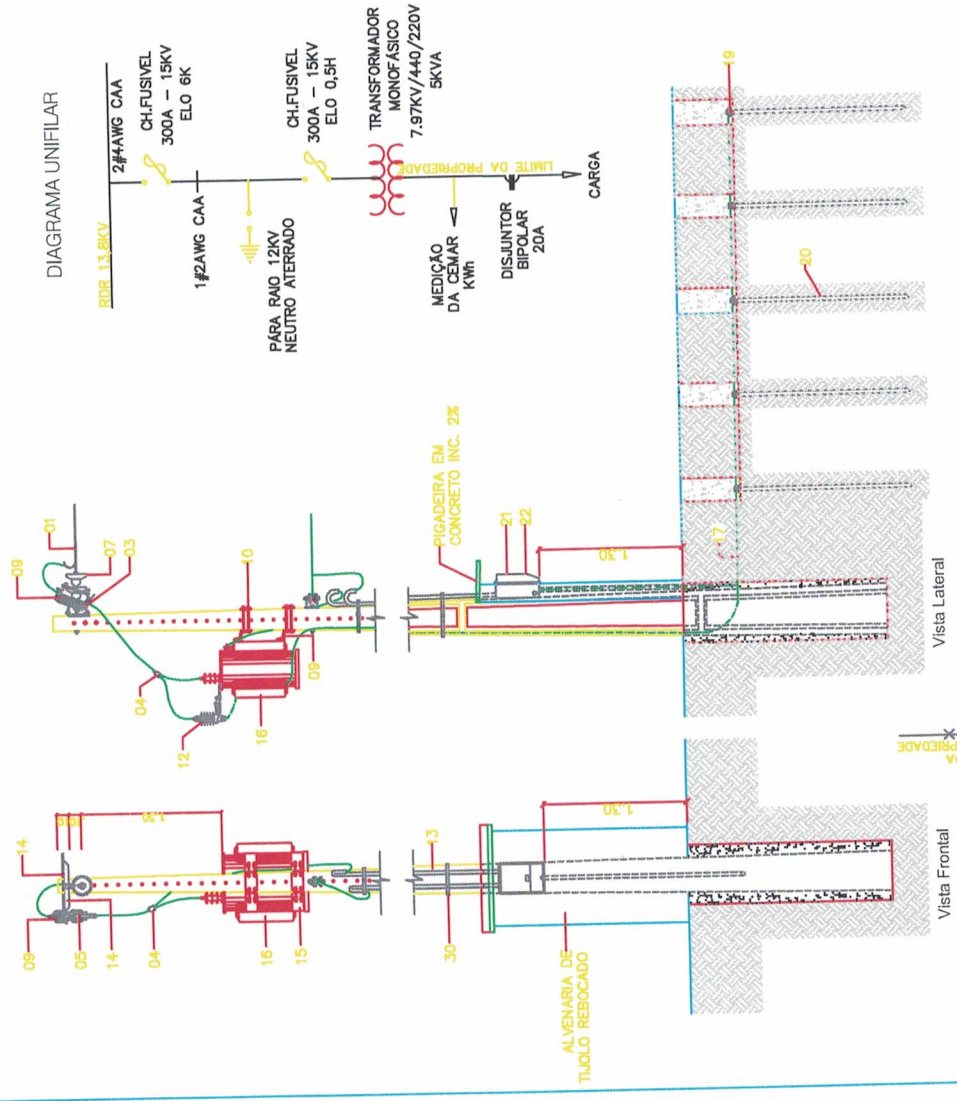 DIAGRAMA UNIFILAR
RDR 13,8KV
2#4AWG CAA
CH.FUSIVEL
300A – 15KV
ELO 6K
1#2AWG CAA
PÁRA RAIO 12KV
NEUTRO ATERRADO
CH.FUSIVEL
300A – 15KV
ELO 0,5H
TRANSFORMADOR
MONOFÁSICO
7.97KV/440/220V
5KVA
LIMITE DA PROPRIEDADE
MEDIÇÃO
DA CEMAR
KWh
DISJUNTOR
BIPOLAR
20A
CARGA
09
01
07
03
04
12
16
10
09
PIGADEIRA EM
CONCRETO INC. 2%
21
22
1.30
17
19
20
Vista Lateral
14
09
05
14
04
1.30
16
15
13
30
ALVENARIA DE
TIJOLO REBOCADO
1.30
Vista Frontal